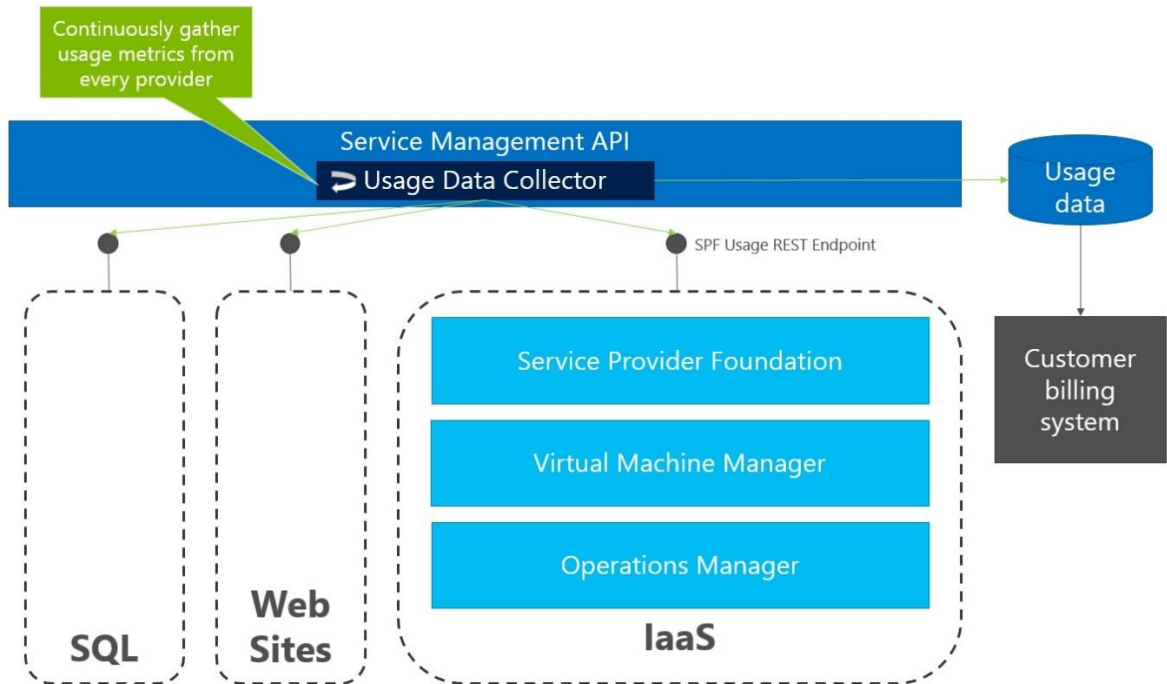 Continuously gather
usage metrics from
every provider
Service Management API
Usage Data Collector
Usage
data
SPF Usage REST Endpoint
Service Provider Foundation
Virtual Machine Manager
Operations Manager
Customer
billing
system
SQL
Web
Sites
IaaS